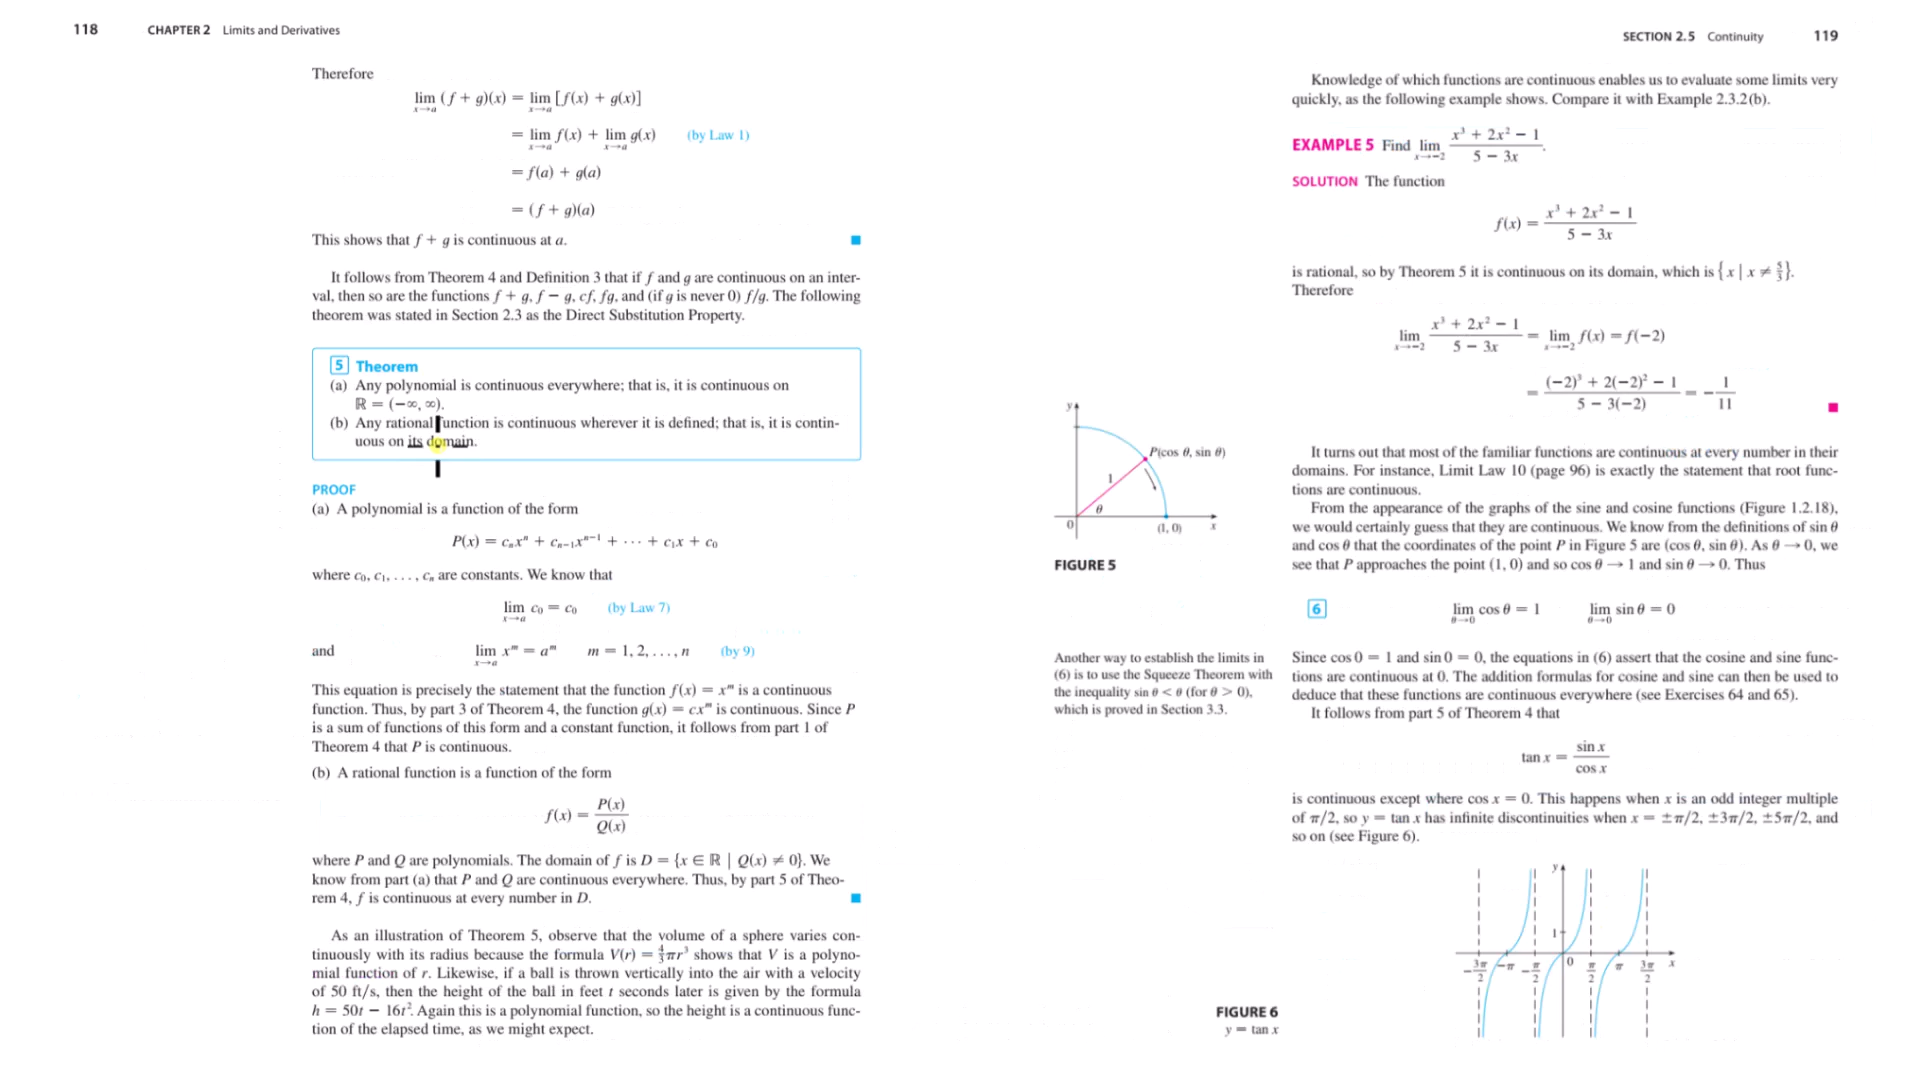 118 CHAPTER 2 Limits and Derivatives
Therefore
lim x→a (f + g)(x) = lim x→a [f(x) + g(x)]
= lim x→a f(x) + lim x→a g(x) (by Law 1)
= f(a) + g(a)
= (f + g)(a)
This shows that f + g is continuous at a.
It follows from Theorem 4 and Definition 3 that if f and g are continuous on an inter-
val, then so are the functions f + g, f − g, cf, fg, and (if g is never 0) f/g. The following
theorem was stated in Section 2.3 as the Direct Substitution Property.
5 Theorem
(a) Any polynomial is continuous everywhere; that is, it is continuous on
ℝ = (−∞, ∞).
(b) Any rational function is continuous wherever it is defined; that is, it is contin-
uous on its domain.
PROOF
(a) A polynomial is a function of the form
P(x) = cₙxⁿ + cₙ₋₁xⁿ⁻¹ + ··· + c₁x + c₀
where c₀, c₁, . . . , cₙ are constants. We know that
lim x→a c₀ = c₀ (by Law 7)
and lim x→a xᵐ = aᵐ m = 1, 2, . . . , n (by 9)
This equation is precisely the statement that the function f(x) = xᵐ is a continuous
function. Thus, by part 3 of Theorem 4, the function g(x) = cxᵐ is continuous. Since P
is a sum of functions of this form and a constant function, it follows from part 1 of
Theorem 4 that P is continuous.
(b) A rational function is a function of the form
f(x) = P(x)/Q(x)
where P and Q are polynomials. The domain of f is D = {x ∈ ℝ | Q(x) ≠ 0}. We
know from part (a) that P and Q are continuous everywhere. Thus, by part 5 of Theo-
rem 4, f is continuous at every number in D.
As an illustration of Theorem 5, observe that the volume of a sphere varies con-
tinuously with its radius because the formula V(r) = 4/3 πr³ shows that V is a polyno-
mial function of r. Likewise, if a ball is thrown vertically into the air with a velocity
of 50 ft/s, then the height of the ball in feet t seconds later is given by the formula
h = 50t − 16t². Again this is a polynomial function, so the height is a continuous func-
tion of the elapsed time, as we might expect.
SECTION 2.5 Continuity 119
Knowledge of which functions are continuous enables us to evaluate some limits very
quickly, as the following example shows. Compare it with Example 2.3.2(b).
EXAMPLE 5 Find lim x→−2 (x³ + 2x² − 1)/(5 − 3x).
SOLUTION The function
f(x) = (x³ + 2x² − 1)/(5 − 3x)
is rational, so by Theorem 5 it is continuous on its domain, which is {x | x ≠ 5/3}.
Therefore
lim x→−2 (x³ + 2x² − 1)/(5 − 3x) = lim x→−2 f(x) = f(−2)
= ((−2)³ + 2(−2)² − 1)/(5 − 3(−2)) = −1/11
y
P(cos θ, sin θ)
1
θ
0
(1, 0)
x
FIGURE 5
It turns out that most of the familiar functions are continuous at every number in their
domains. For instance, Limit Law 10 (page 96) is exactly the statement that root func-
tions are continuous.
From the appearance of the graphs of the sine and cosine functions (Figure 1.2.18),
we would certainly guess that they are continuous. We know from the definitions of sin θ
and cos θ that the coordinates of the point P in Figure 5 are (cos θ, sin θ). As θ → 0, we
see that P approaches the point (1, 0) and so cos θ → 1 and sin θ → 0. Thus
6 lim θ→0 cos θ = 1 lim θ→0 sin θ = 0
Another way to establish the limits in
(6) is to use the Squeeze Theorem with
the inequality sin θ < θ (for θ > 0),
which is proved in Section 3.3.
Since cos 0 = 1 and sin 0 = 0, the equations in (6) assert that the cosine and sine func-
tions are continuous at 0. The addition formulas for cosine and sine can then be used to
deduce that these functions are continuous everywhere (see Exercises 64 and 65).
It follows from part 5 of Theorem 4 that
tan x = sin x/cos x
is continuous except where cos x = 0. This happens when x is an odd integer multiple
of π/2, so y = tan x has infinite discontinuities when x = ±π/2, ±3π/2, ±5π/2, and
so on (see Figure 6).
y
1
−3π/2 −π −π/2 0 π/2 π 3π/2 x
FIGURE 6
y = tan x